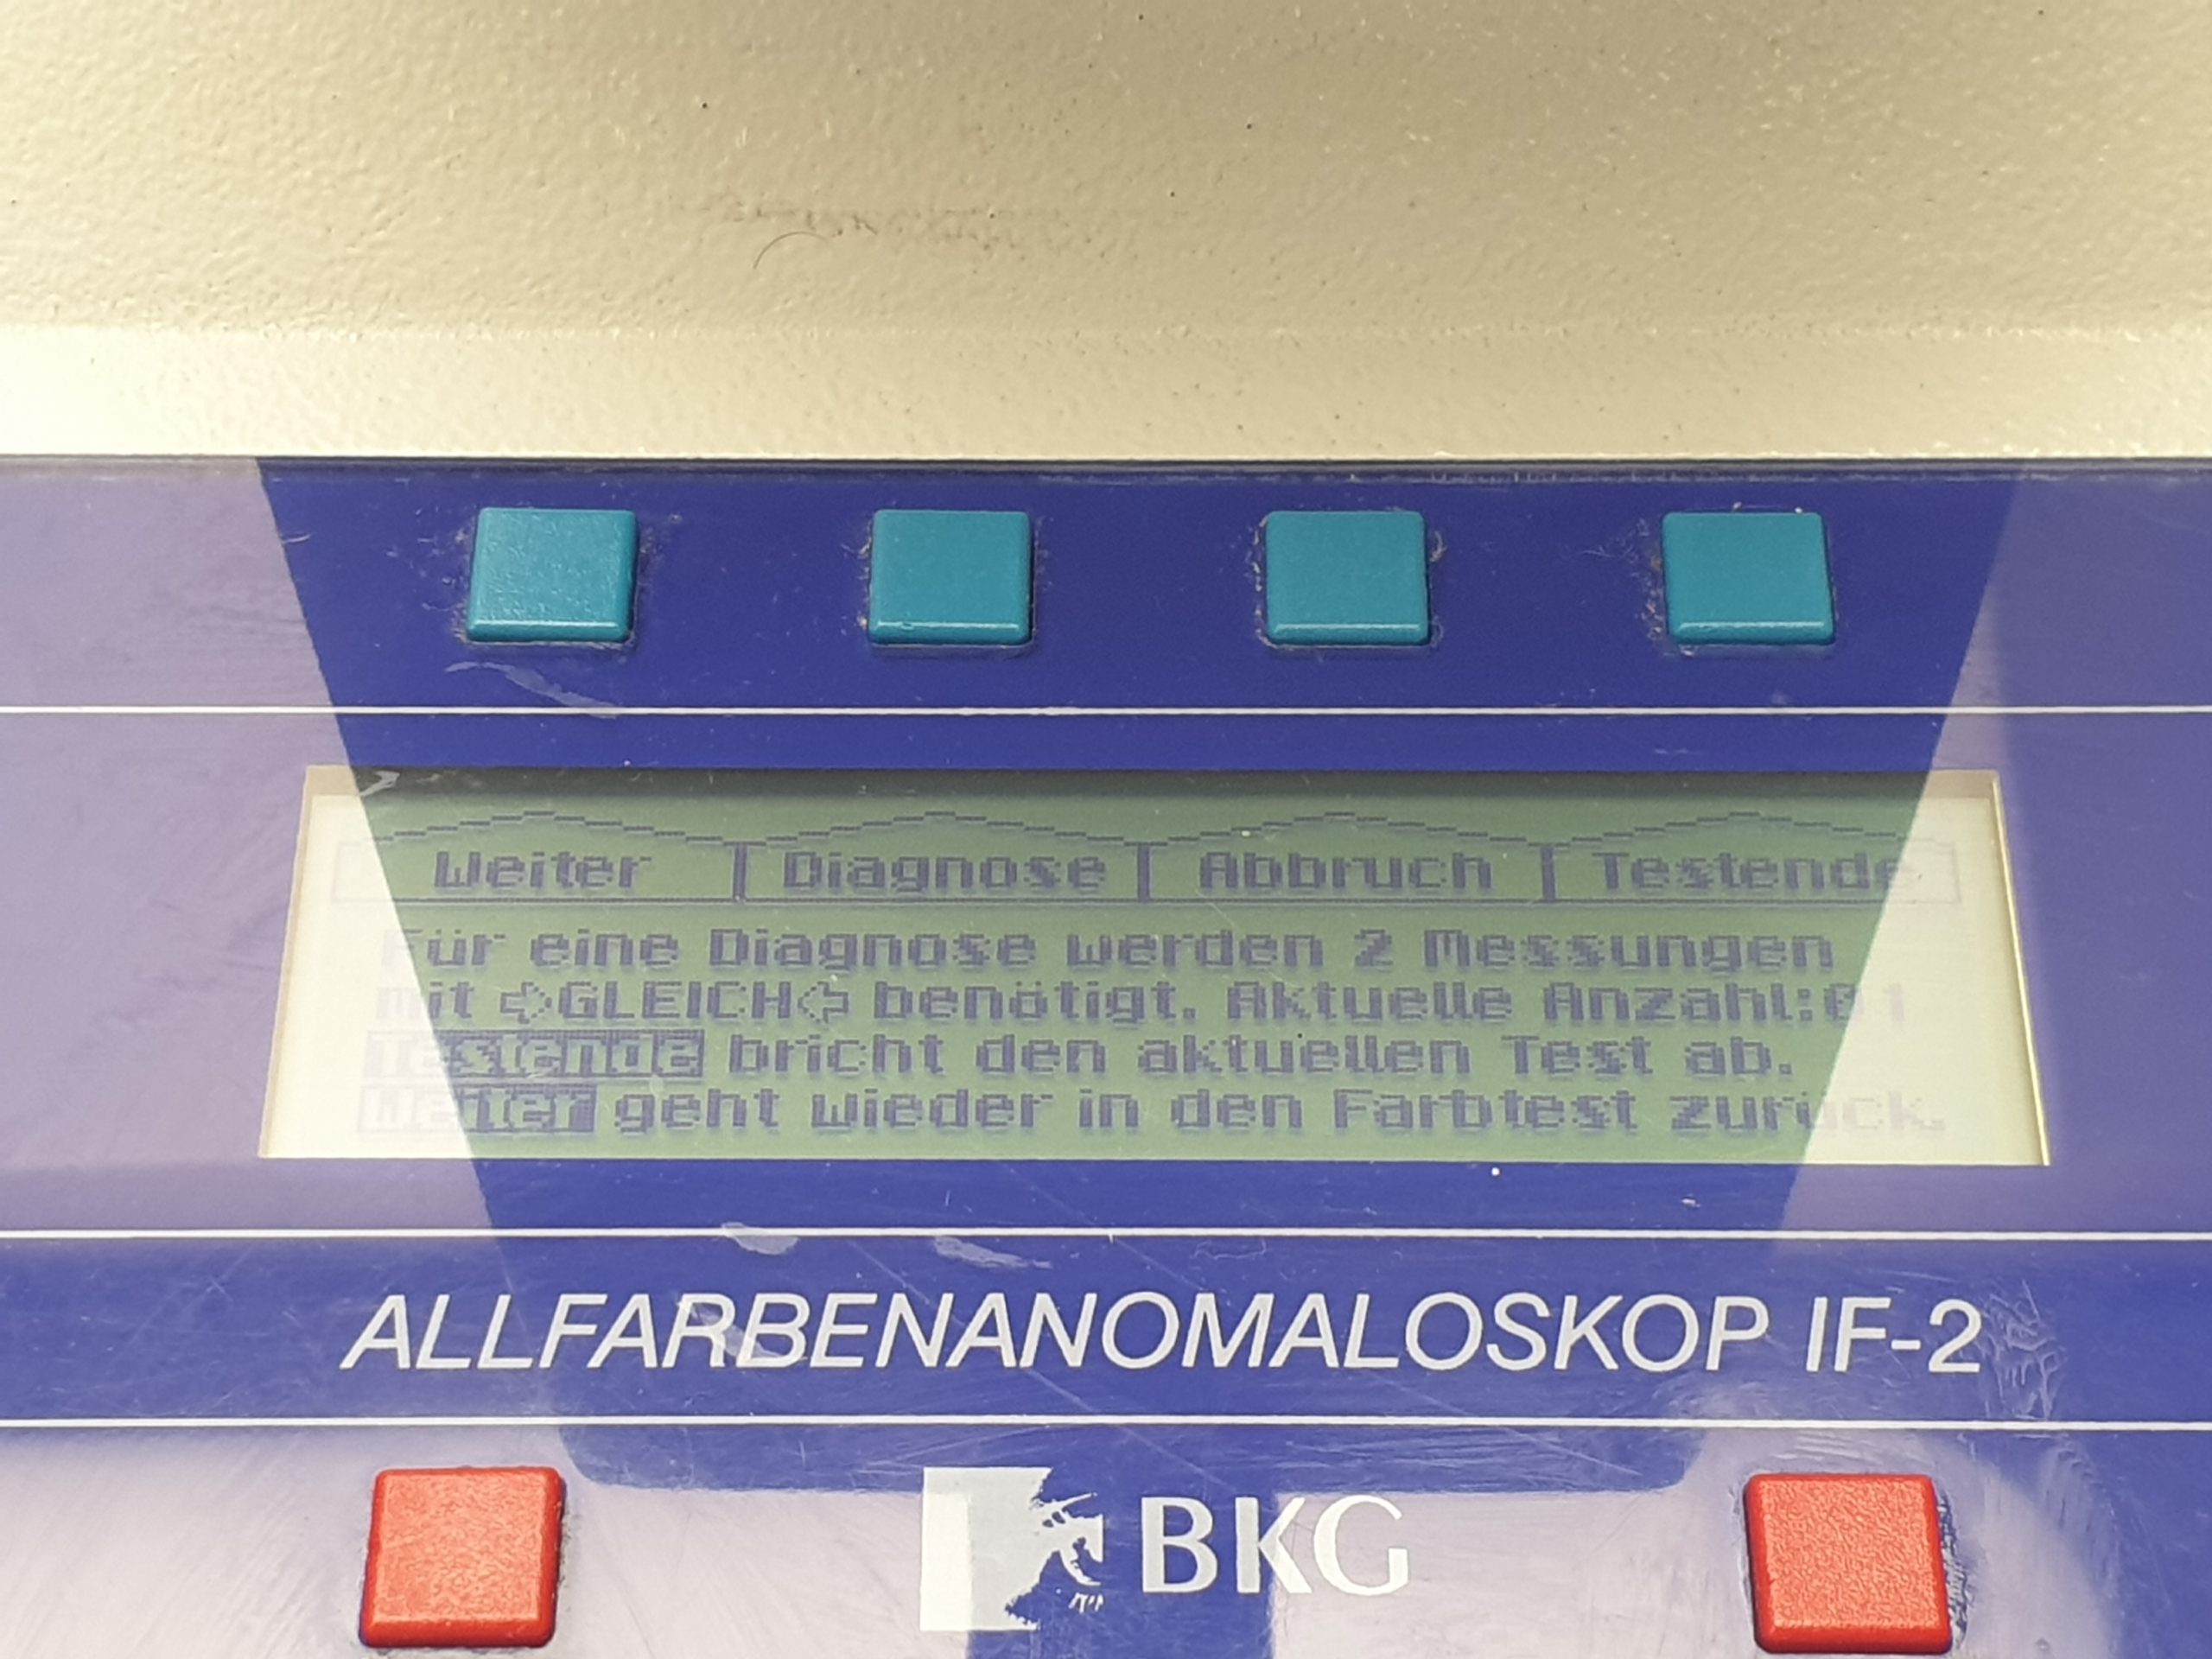 Weiter Diagnose Abbruch Testende
Für eine Diagnose werden 2 Messungen
mit ⇨GLEICH⇦ benötigt. Aktuelle Anzahl:01
Testende bricht den aktuellen Test ab.
Weiter geht wieder in den Farbtest zurück.
ALLFARBENANOMALOSKOP IF-2
BKG